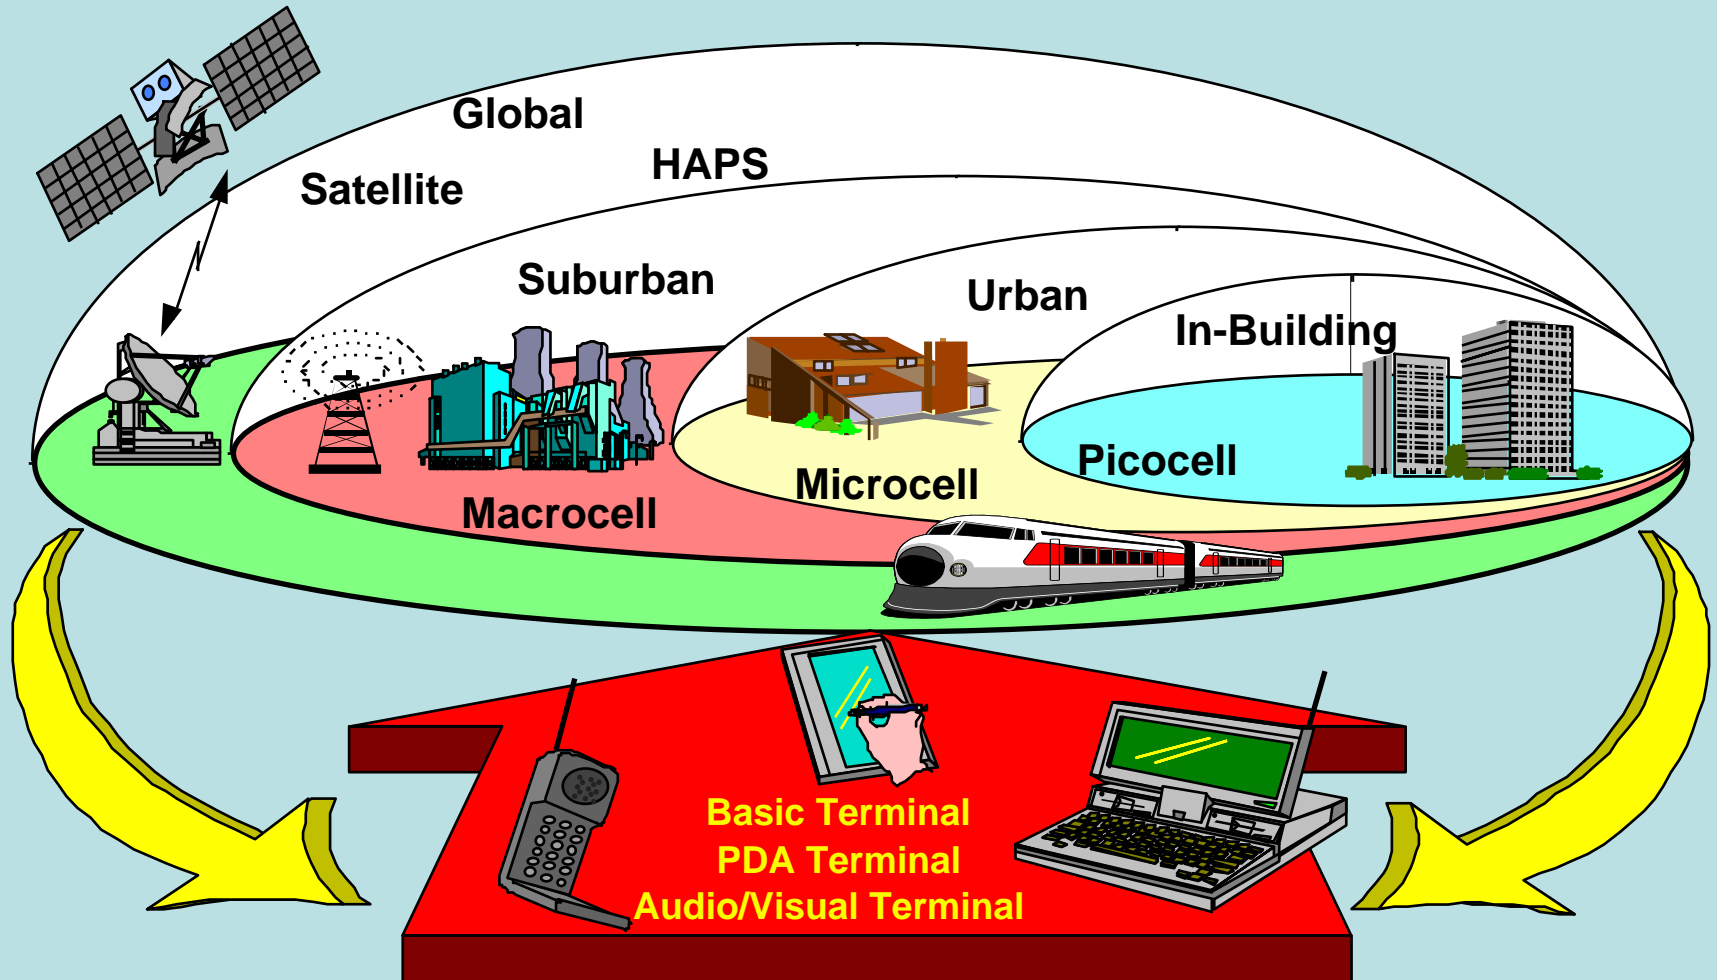 Global
HAPS
Satellite
Suburban
Urban
In-Building
Picocell
Microcell
Macrocell
Basic Terminal
PDA Terminal
Audio/Visual Terminal